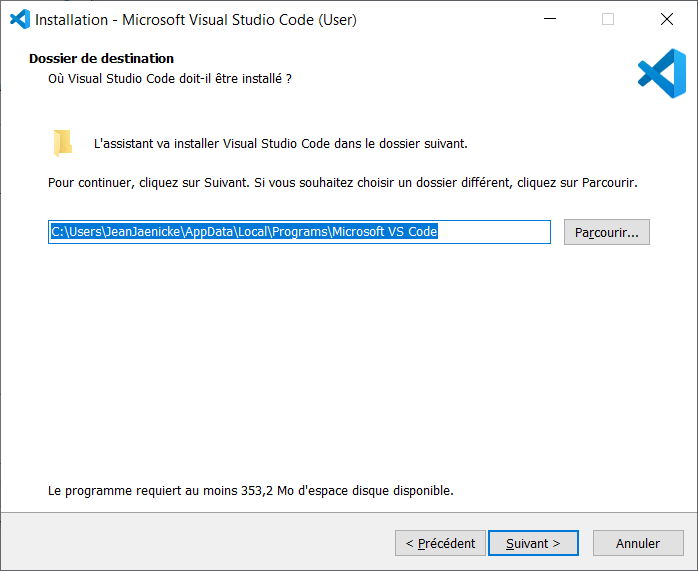 Installation - Microsoft Visual Studio Code (User)
Dossier de destination
Où Visual Studio Code doit-il être installé ?
L'assistant va installer Visual Studio Code dans le dossier suivant.
Pour continuer, cliquez sur Suivant. Si vous souhaitez choisir un dossier différent, cliquez sur Parcourir.
C:\Users\JeanJaenicke\AppData\Local\Programs\Microsoft VS Code
Parcourir...
Le programme requiert au moins 353,2 Mo d'espace disque disponible.
< Précédent
Suivant >
Annuler